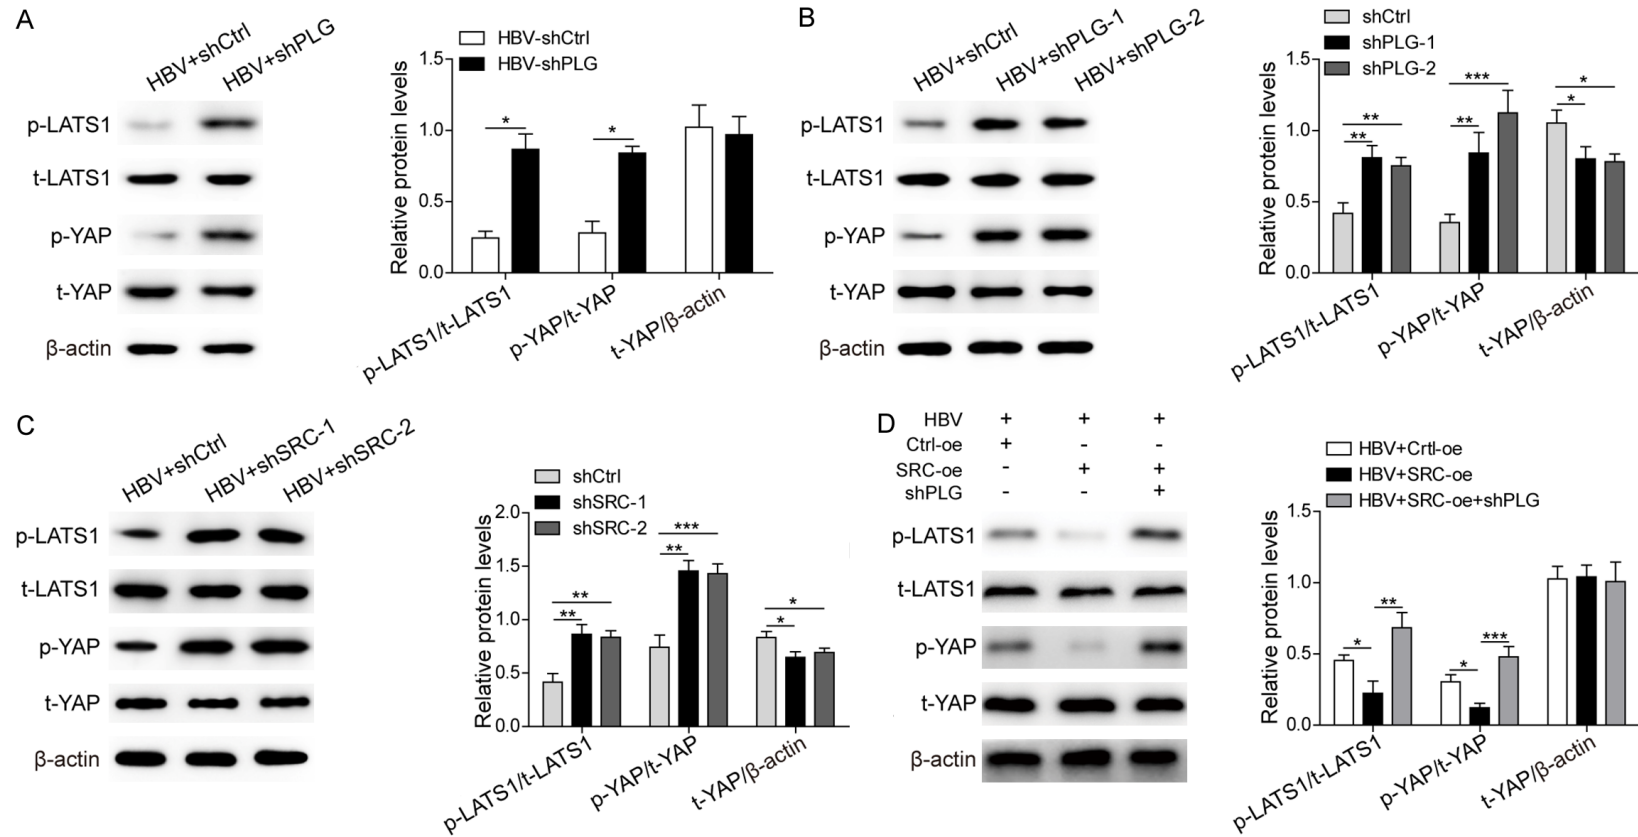 A
HBV+shCtrl
HBV+shPLG
p-LATS1
t-LATS1
p-YAP
t-YAP
β-actin
HBV-shCtrl
HBV-shPLG
Relative protein levels
1.5
1.0
0.5
0.0
*
*
p-LATS1/t-LATS1
p-YAP/t-YAP
t-YAP/β-actin
B
HBV+shCtrl
HBV+shPLG-1
HBV+shPLG-2
p-LATS1
t-LATS1
p-YAP
t-YAP
β-actin
shCtrl
shPLG-1
shPLG-2
Relative protein levels
1.5
1.0
0.5
0.0
**
**
***
**
*
*
p-LATS1/t-LATS1
p-YAP/t-YAP
t-YAP/β-actin
C
HBV+shCtrl
HBV+shSRC-1
HBV+shSRC-2
p-LATS1
t-LATS1
p-YAP
t-YAP
β-actin
shCtrl
shSRC-1
shSRC-2
Relative protein levels
2.0
1.5
1.0
0.5
0.0
**
**
***
**
*
*
p-LATS1/t-LATS1
p-YAP/t-YAP
t-YAP/β-actin
D
HBV + + +
Ctrl-oe + - -
SRC-oe - + +
shPLG - - +
p-LATS1
t-LATS1
p-YAP
t-YAP
β-actin
HBV+Crtl-oe
HBV+SRC-oe
HBV+SRC-oe+shPLG
Relative protein levels
1.5
1.0
0.5
0.0
*
**
*
***
p-LATS1/t-LATS1
p-YAP/t-YAP
t-YAP/β-actin